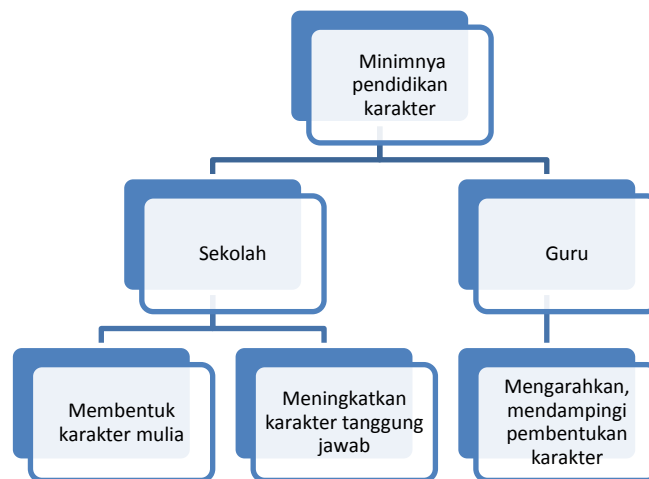 Minimnya
pendidikan
karakter
Sekolah
Guru
Membentuk
karakter mulia
Meningkatkan
karakter tanggung
jawab
Mengarahkan,
mendampingi
pembentukan
karakter